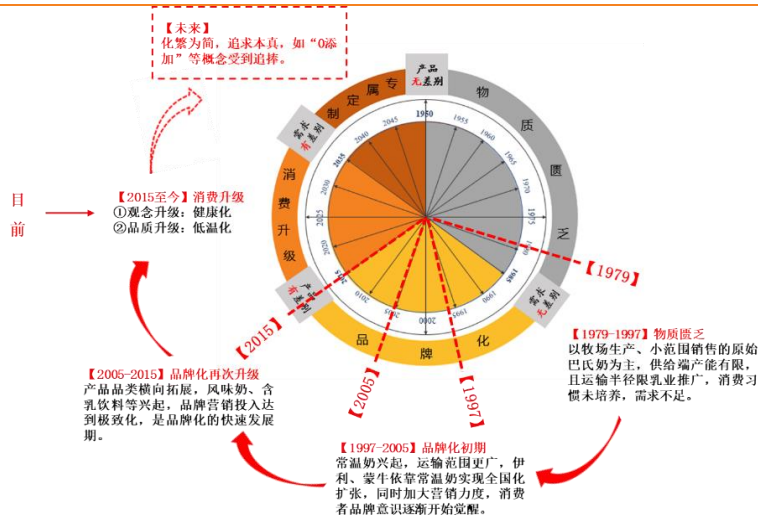 【未来】
化繁为简，追求本真，如“0添
加”等概念受到追捧。
产品
无差别
物质匮乏
需求
无差别
品牌化
产品
有差别
消费升级
需求
有差别
制定属专
1950
1955
1960
1965
1970
1975
1980
1985
1990
1995
2000
2005
2010
2015
2020
2025
2030
2035
2040
2045
目
前
【2015至今】消费升级
①观念升级：健康化
②品质升级：低温化
【1979】
【1997】
【2005】
【2015】
【1979-1997】物质匮乏
以牧场生产、小范围销售的原始
巴氏奶为主，供给端产能有限，
且运输半径限乳业推广，消费习
惯未培养，需求不足。
【2005-2015】品牌化再次升级
产品品类横向拓展，风味奶、含
乳饮料等兴起，品牌营销投入达
到极致化，是品牌化的快速发展
期。
【1997-2005】品牌化初期
常温奶兴起，运输范围更广，伊
利、蒙牛依靠常温奶实现全国化
扩张，同时加大营销力度，消费
者品牌意识逐渐开始觉醒。